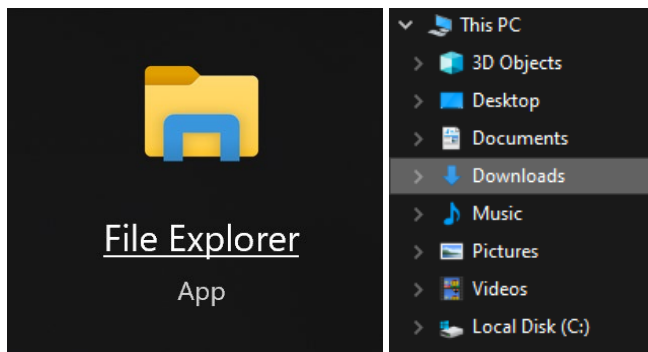 File Explorer
App
This PC
3D Objects
Desktop
Documents
Downloads
Music
Pictures
Videos
Local Disk (C:)